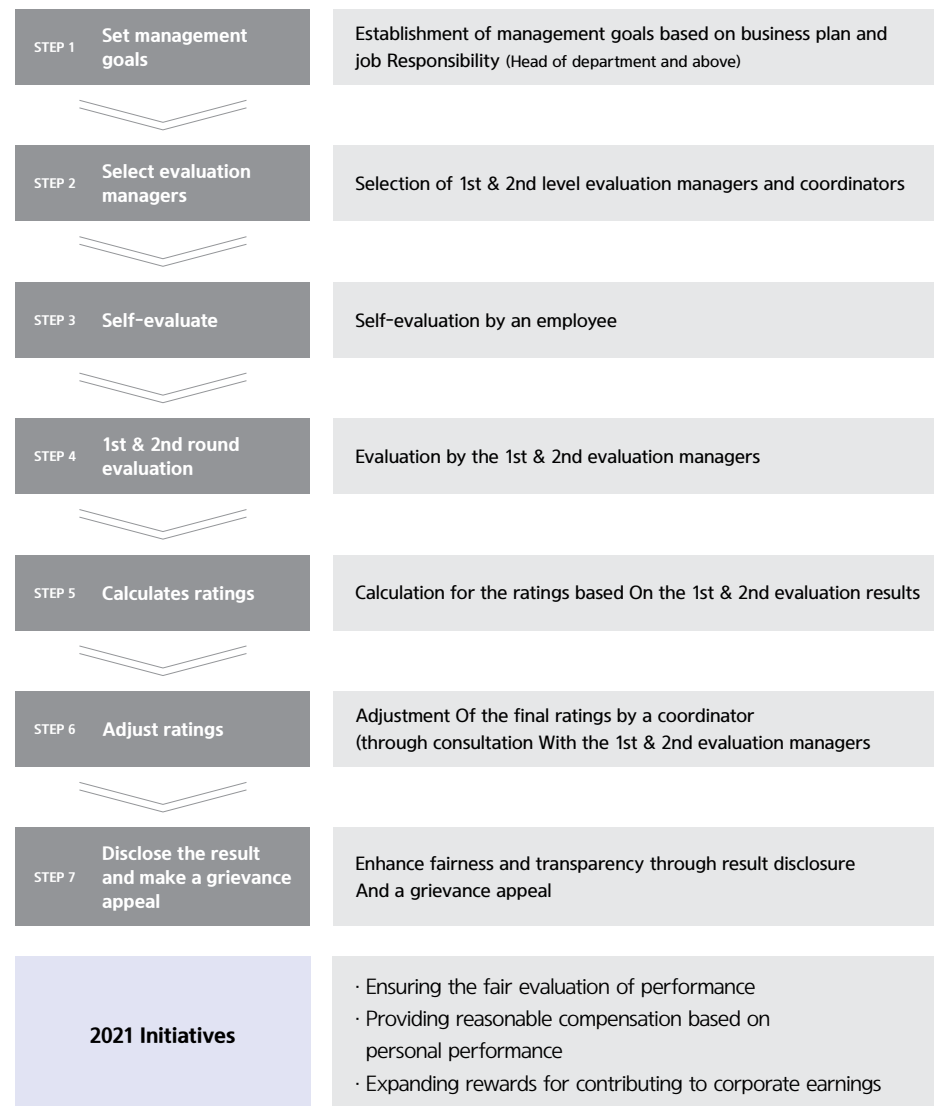 STEP 1
Set management
goals
Establishment of management goals based on business plan and
job Responsibility (Head of department and above)
STEP 2
Select evaluation
managers
Selection of 1st & 2nd level evaluation managers and coordinators
STEP 3
Self-evaluate
Self-evaluation by an employee
STEP 4
1st & 2nd round
evaluation
Evaluation by the 1st & 2nd evaluation managers
STEP 5
Calculates ratings
Calculation for the ratings based On the 1st & 2nd evaluation results
STEP 6
Adjust ratings
Adjustment Of the final ratings by a coordinator
(through consultation With the 1st & 2nd evaluation managers
STEP 7
Disclose the result
and make a grievance
appeal
Enhance fairness and transparency through result disclosure
And a grievance appeal
2021 Initiatives
· Ensuring the fair evaluation of performance
· Providing reasonable compensation based on
personal performance
· Expanding rewards for contributing to corporate earnings